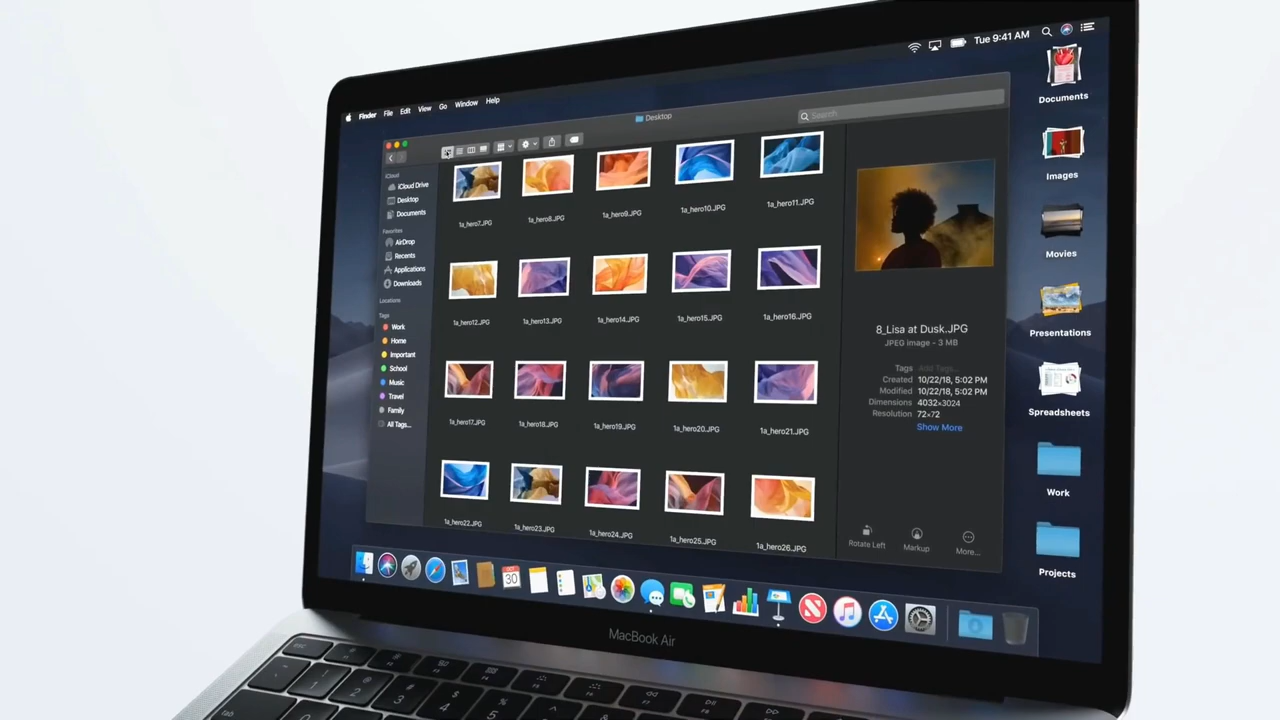 Finder File Edit View Go Window Help
Tue 9:41 AM
Desktop
Search
iCloud
iCloud Drive
Desktop
Documents
Favorites
AirDrop
Recents
Applications
Downloads
Locations
Tags
Work
Home
Important
School
Music
Travel
Family
All Tags...
1a_hero7.JPG 1a_hero8.JPG 1a_hero9.JPG 1a_hero10.JPG 1a_hero11.JPG
1a_hero12.JPG 1a_hero13.JPG 1a_hero14.JPG 1a_hero15.JPG 1a_hero16.JPG
1a_hero17.JPG 1a_hero18.JPG 1a_hero19.JPG 1a_hero20.JPG 1a_hero21.JPG
1a_hero22.JPG 1a_hero23.JPG 1a_hero24.JPG 1a_hero25.JPG 1a_hero26.JPG
8_Lisa at Dusk.JPG
JPEG image - 3 MB
Tags Add Tags...
Created 10/22/18, 5:02 PM
Modified 10/22/18, 5:02 PM
Dimensions 4032×3024
Resolution 72×72
Show More
Rotate Left Markup More...
Documents
Images
Movies
Presentations
Spreadsheets
Work
Projects
OCT
30
MacBook Air
esc
tab